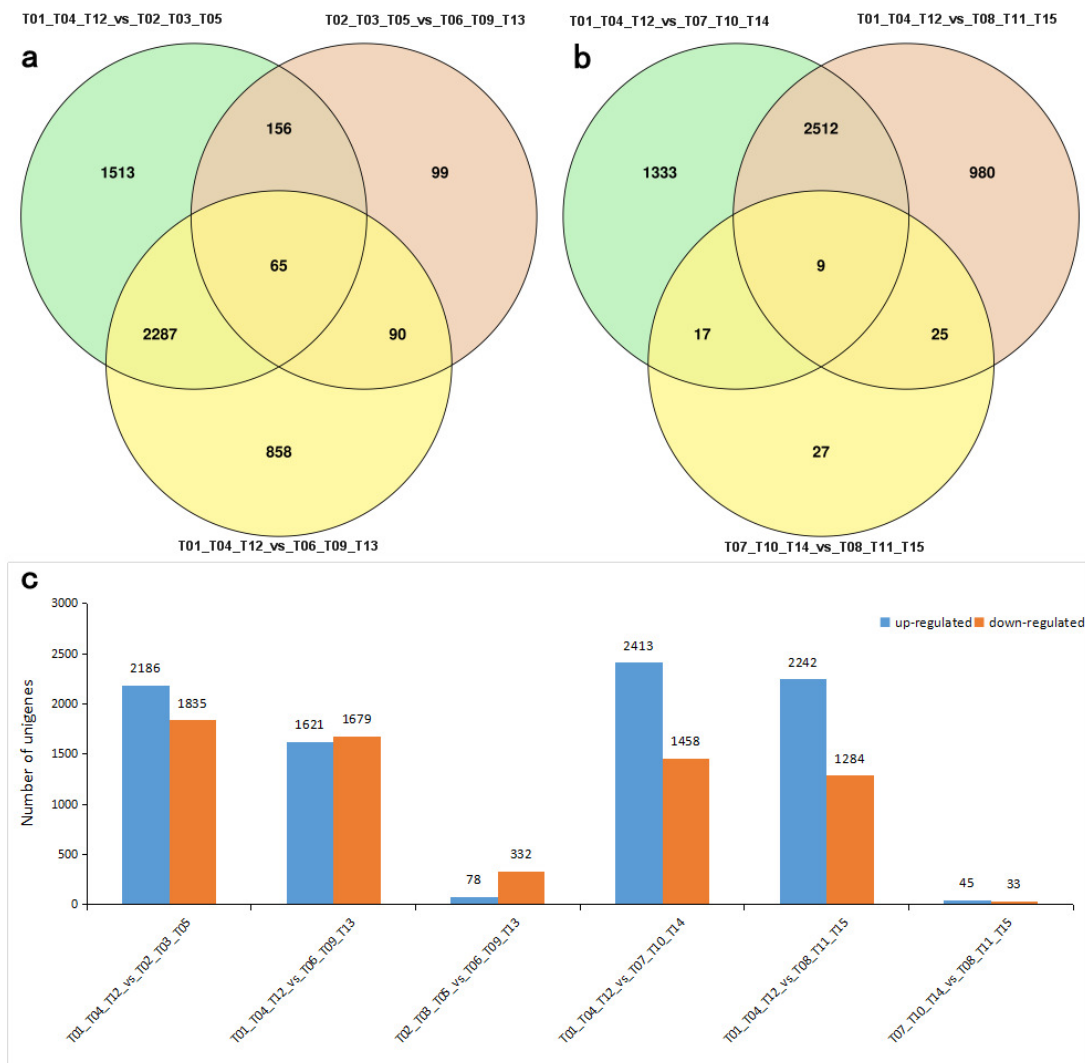 T01_T04_T12_vs_T02_T03_T05
T02_T03_T05_vs_T06_T09_T13
T01_T04_T12_vs_T07_T10_T14
T01_T04_T12_vs_T08_T11_T15
a
b
156
2512
1513
99
1333
980
65
9
2287
90
17
25
858
27
T01_T04_T12_vs_T06_T09_T13
T07_T10_T14_vs_T08_T11_T15
c
3000
2500
2000
1500
1000
500
0
Number of unigenes
up-regulated
down-regulated
2186
1835
1621
1679
78
332
2413
1458
2242
1284
45
33
T01_T04_T12_vs_T02_T03_T05
T01_T04_T12_vs_T06_T09_T13
T02_T03_T05_vs_T06_T09_T13
T01_T04_T12_vs_T07_T10_T14
T01_T04_T12_vs_T08_T11_T15
T07_T10_T14_vs_T08_T11_T15